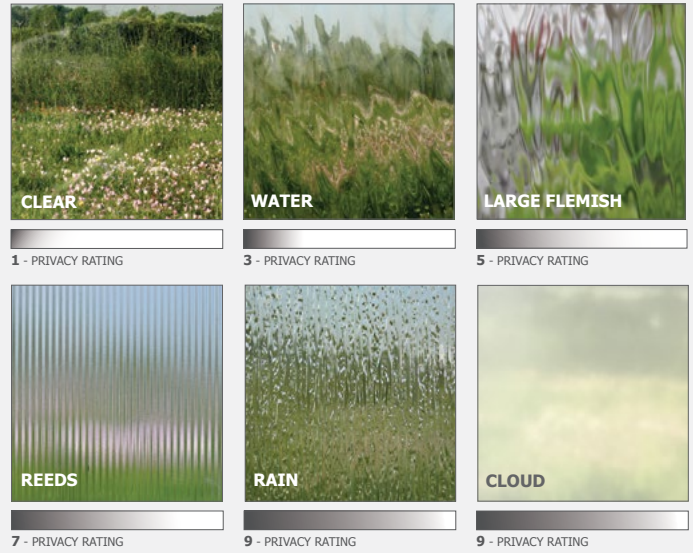 CLEAR
WATER
LARGE FLEMISH
1 - PRIVACY RATING
3 - PRIVACY RATING
5 - PRIVACY RATING
REEDS
RAIN
CLOUD
7 - PRIVACY RATING
9 - PRIVACY RATING
9 - PRIVACY RATING